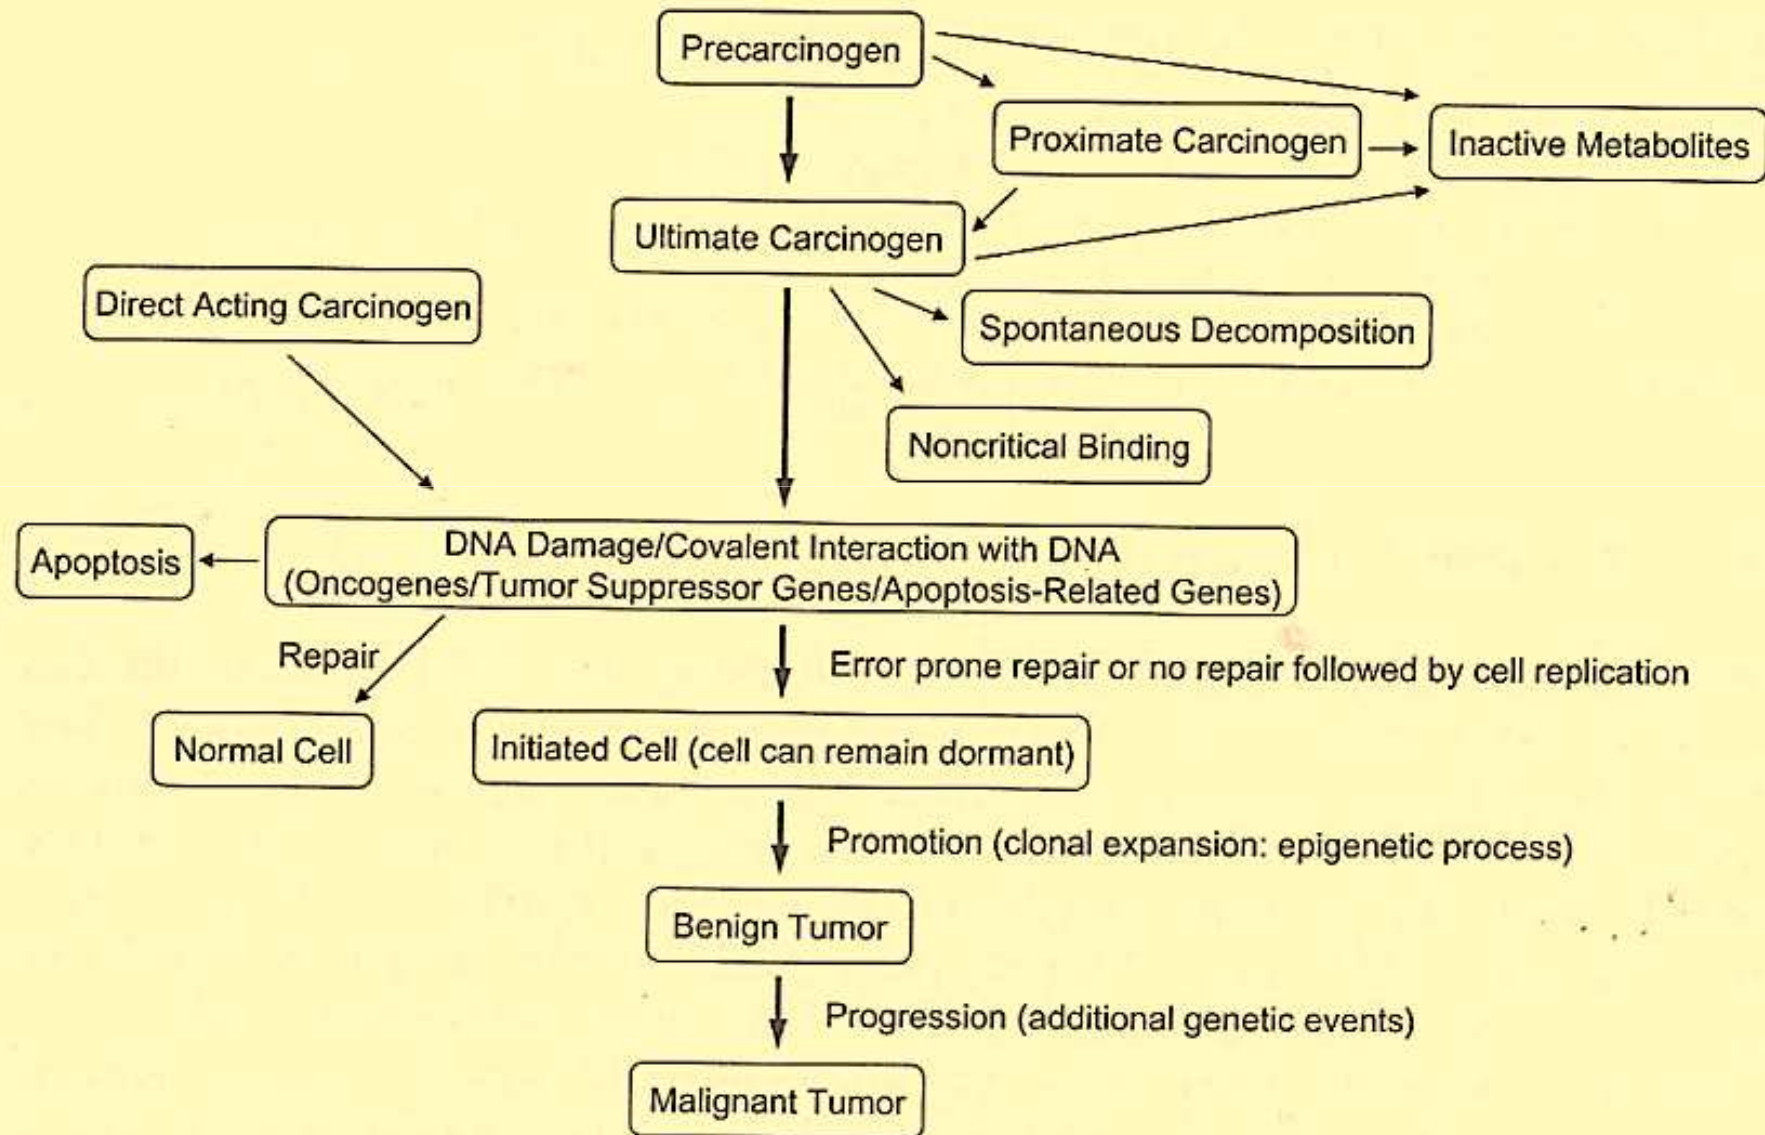 Precarcinogen
Proximate Carcinogen
Inactive Metabolites
Ultimate Carcinogen
Direct Acting Carcinogen
Spontaneous Decomposition
Noncritical Binding
Apoptosis
DNA Damage/Covalent Interaction with DNA
(Oncogenes/Tumor Suppressor Genes/Apoptosis-Related Genes)
Repair
Error prone repair or no repair followed by cell replication
Normal Cell
Initiated Cell (cell can remain dormant)
Promotion (clonal expansion: epigenetic process)
Benign Tumor
Progression (additional genetic events)
Malignant Tumor